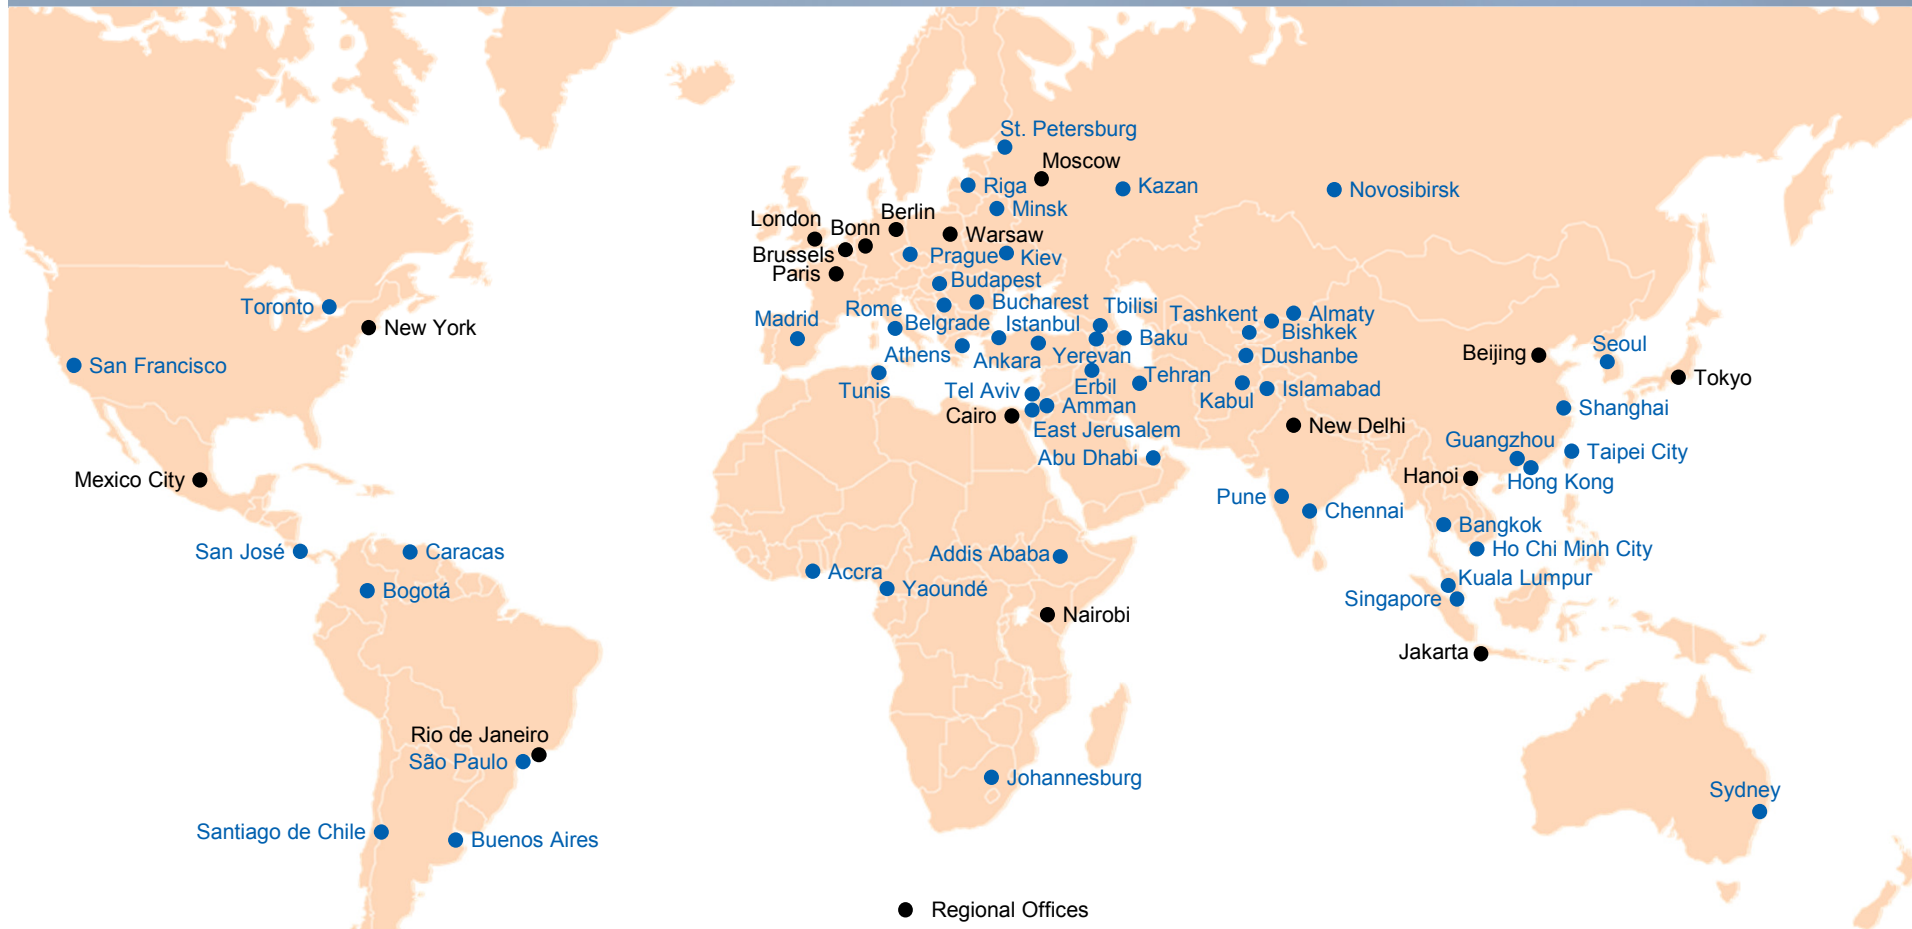 St. Petersburg
Moscow
Riga
Kazan
Novosibirsk
Minsk
London
Berlin
Bonn
Warsaw
Brussels
Prague
Kiev
Paris
Budapest
Toronto
Rome
Bucharest
Tbilisi
Tashkent
Almaty
New York
Madrid
Belgrade
Istanbul
Bishkek
Baku
Seoul
Beijing
Athens
Ankara
Yerevan
Dushanbe
San Francisco
Tunis
Erbil
Tehran
Tokyo
Tel Aviv
Kabul
Islamabad
Amman
Shanghai
Cairo
New Delhi
East Jerusalem
Guangzhou
Taipei City
Abu Dhabi
Mexico City
Hanoi
Hong Kong
Pune
Chennai
Bangkok
San José
Caracas
Addis Ababa
Ho Chi Minh City
Accra
Kuala Lumpur
Bogotá
Yaoundé
Singapore
Nairobi
Jakarta
Rio de Janeiro
São Paulo
Johannesburg
Sydney
Santiago de Chile
Buenos Aires
Regional Offices